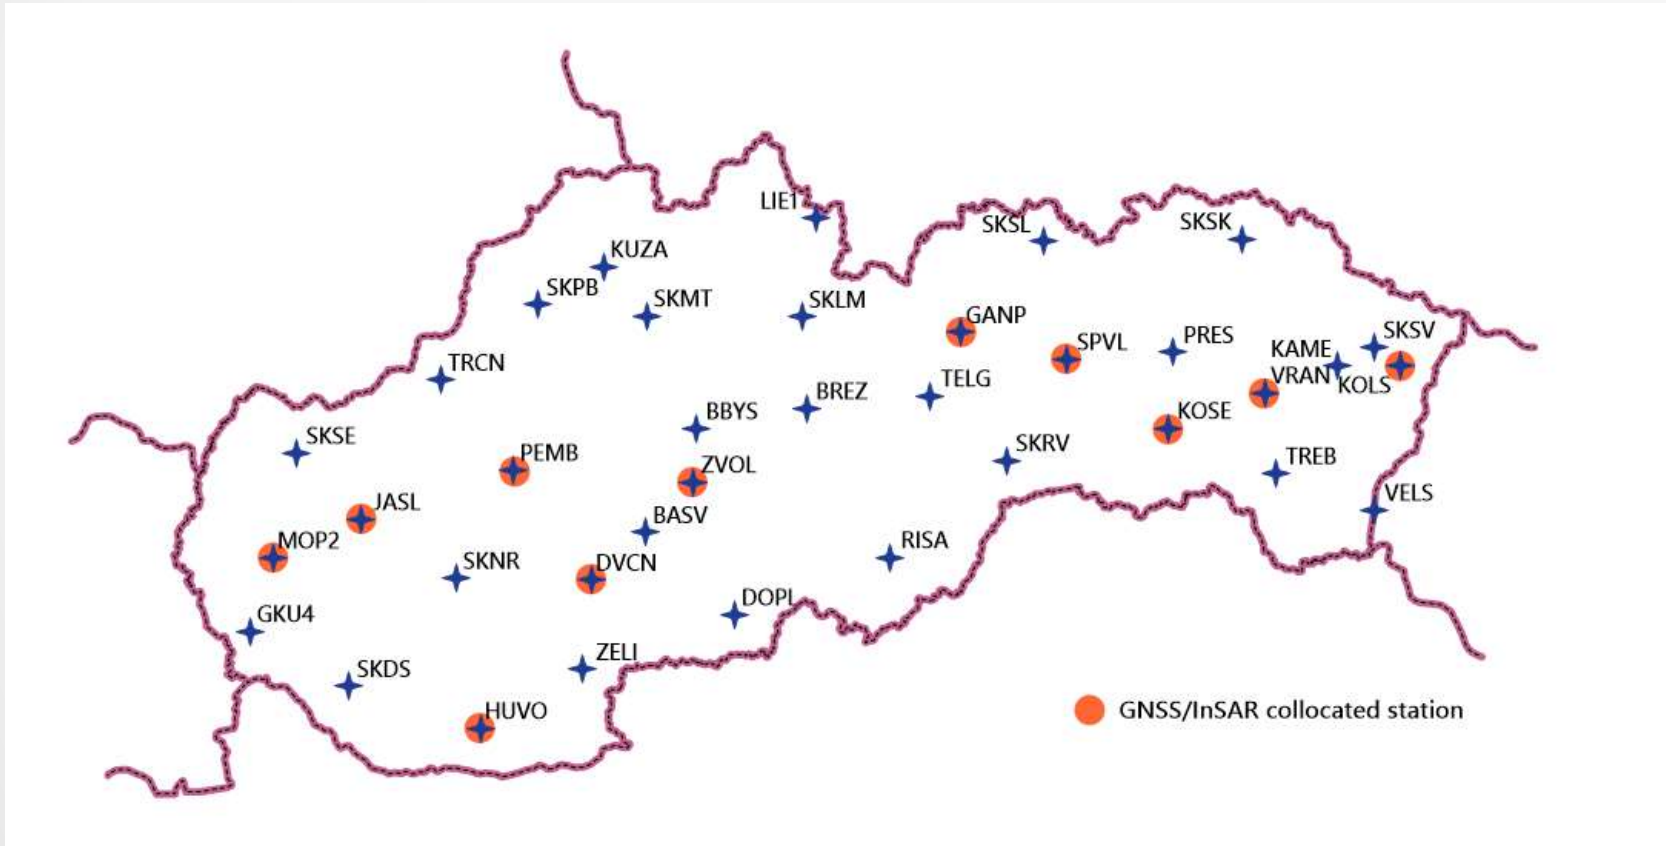 LIE1
SKSL
SKSK
KUZA
SKPB
SKMT
SKLM
GANP
SPVL
PRES
SKSV
KAME
VRAN
KOLS
TRCN
BBYS
BREZ
TELG
KOSE
SKSE
PEMB
ZVOL
SKRV
TREB
JASL
BASV
VELS
MOP2
SKNR
DVCN
RISA
GKU4
DOPL
SKDS
ZELI
HUVO
GNSS/InSAR collocated station